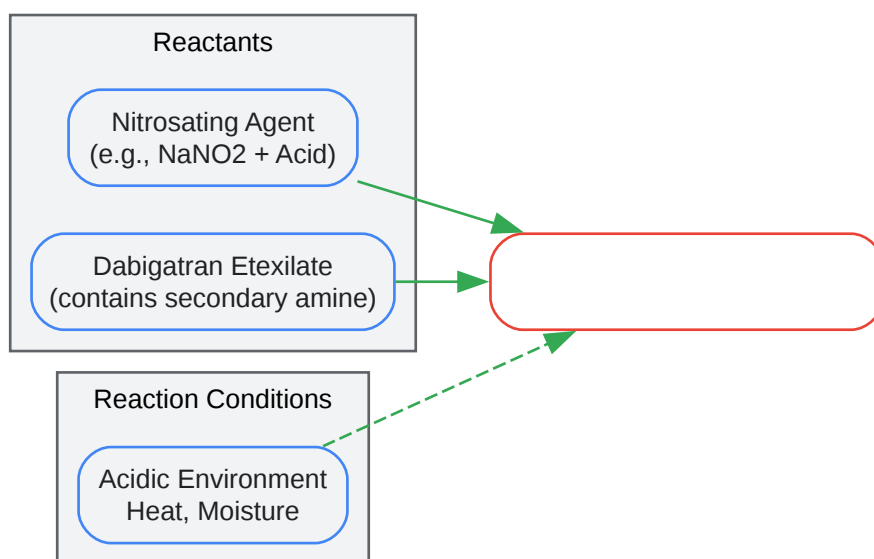 Reactants
Nitrosating Agent
(e.g., NaNO2 + Acid)
Dabigatran Etexilate
(contains secondary amine)
Reaction Conditions
Acidic Environment
Heat, Moisture